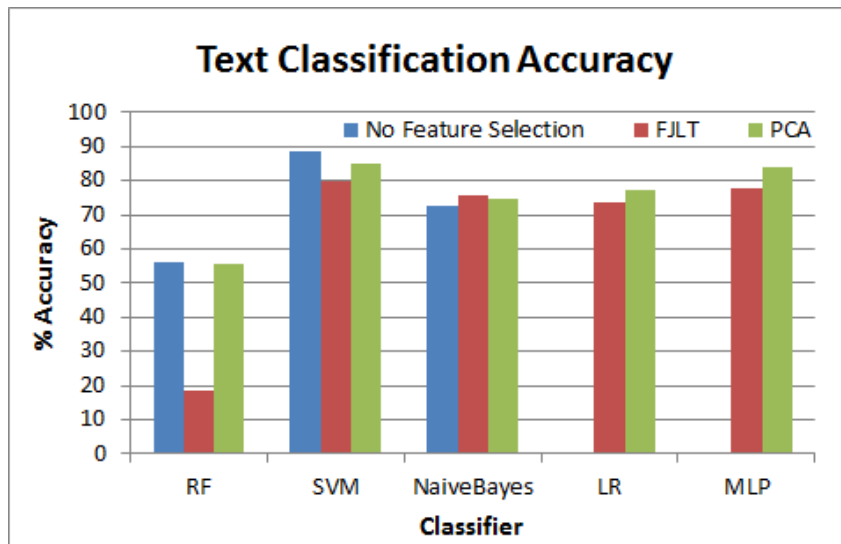 Text Classification Accuracy
No Feature Selection FJLT PCA
100
90
80
70
60
50
40
30
20
10
0
% Accuracy
RF SVM NaiveBayes LR MLP
Classifier